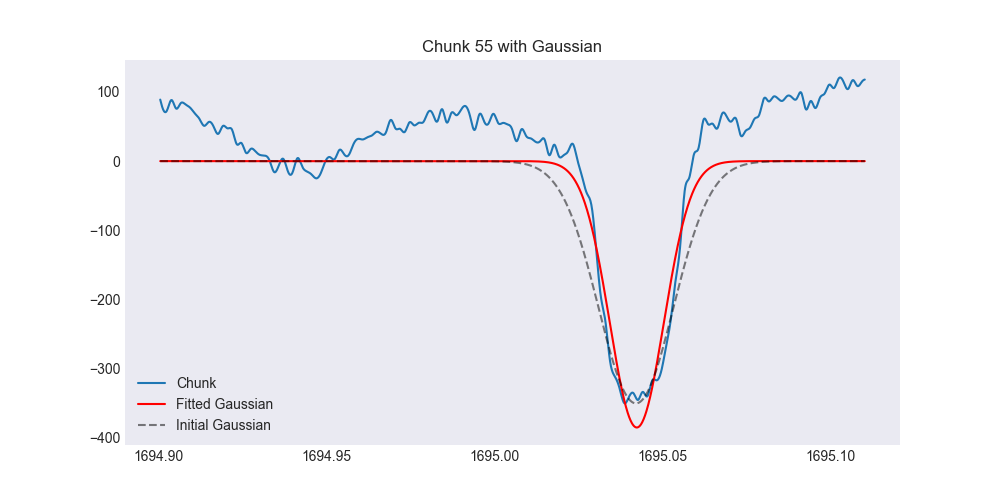 Chunk 55 with Gaussian
100
0
−100
−200
−300
−400
Chunk
Fitted Gaussian
Initial Gaussian
1694.90 1694.95 1695.00 1695.05 1695.10